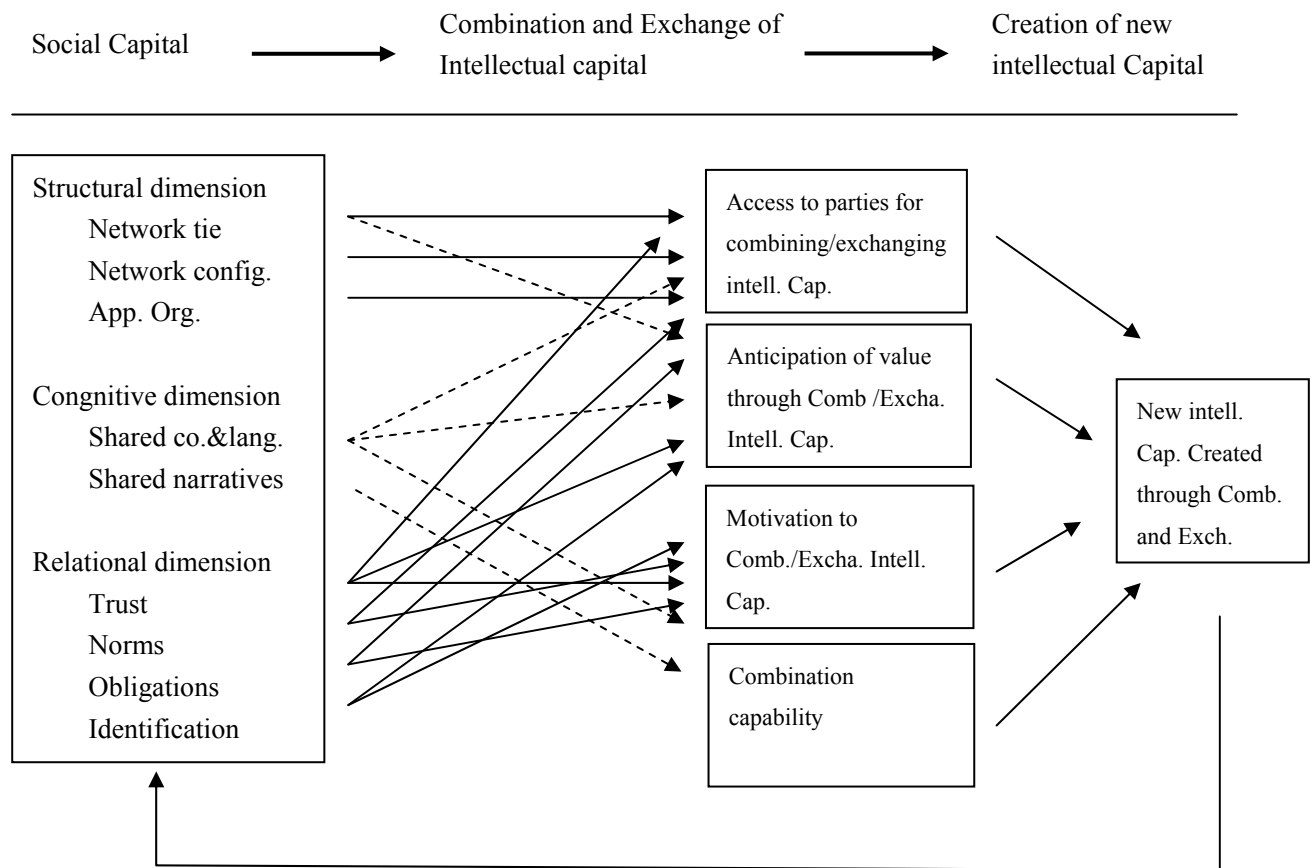 Social Capital
Combination and Exchange of
Intellectual capital
Creation of new
intellectual Capital
Structural dimension
Network tie
Network config.
App. Org.
Congnitive dimension
Shared co.&lang.
Shared narratives
Relational dimension
Trust
Norms
Obligations
Identification
Access to parties for
combining/exchanging
intell. Cap.
Anticipation of value
through Comb /Excha.
Intell. Cap.
Motivation to
Comb./Excha. Intell.
Cap.
Combination
capability
New intell.
Cap. Created
through Comb.
and Exch.